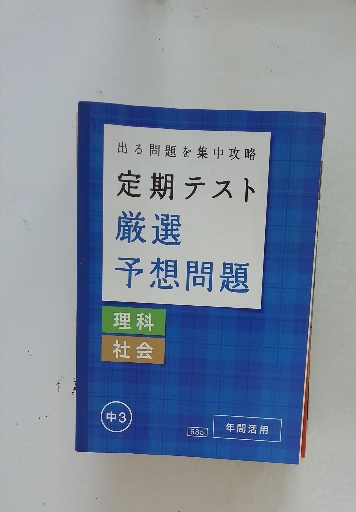 出る問題を集中攻略
定期テスト
厳選
予想問題
理科
社会
中3
年間活用